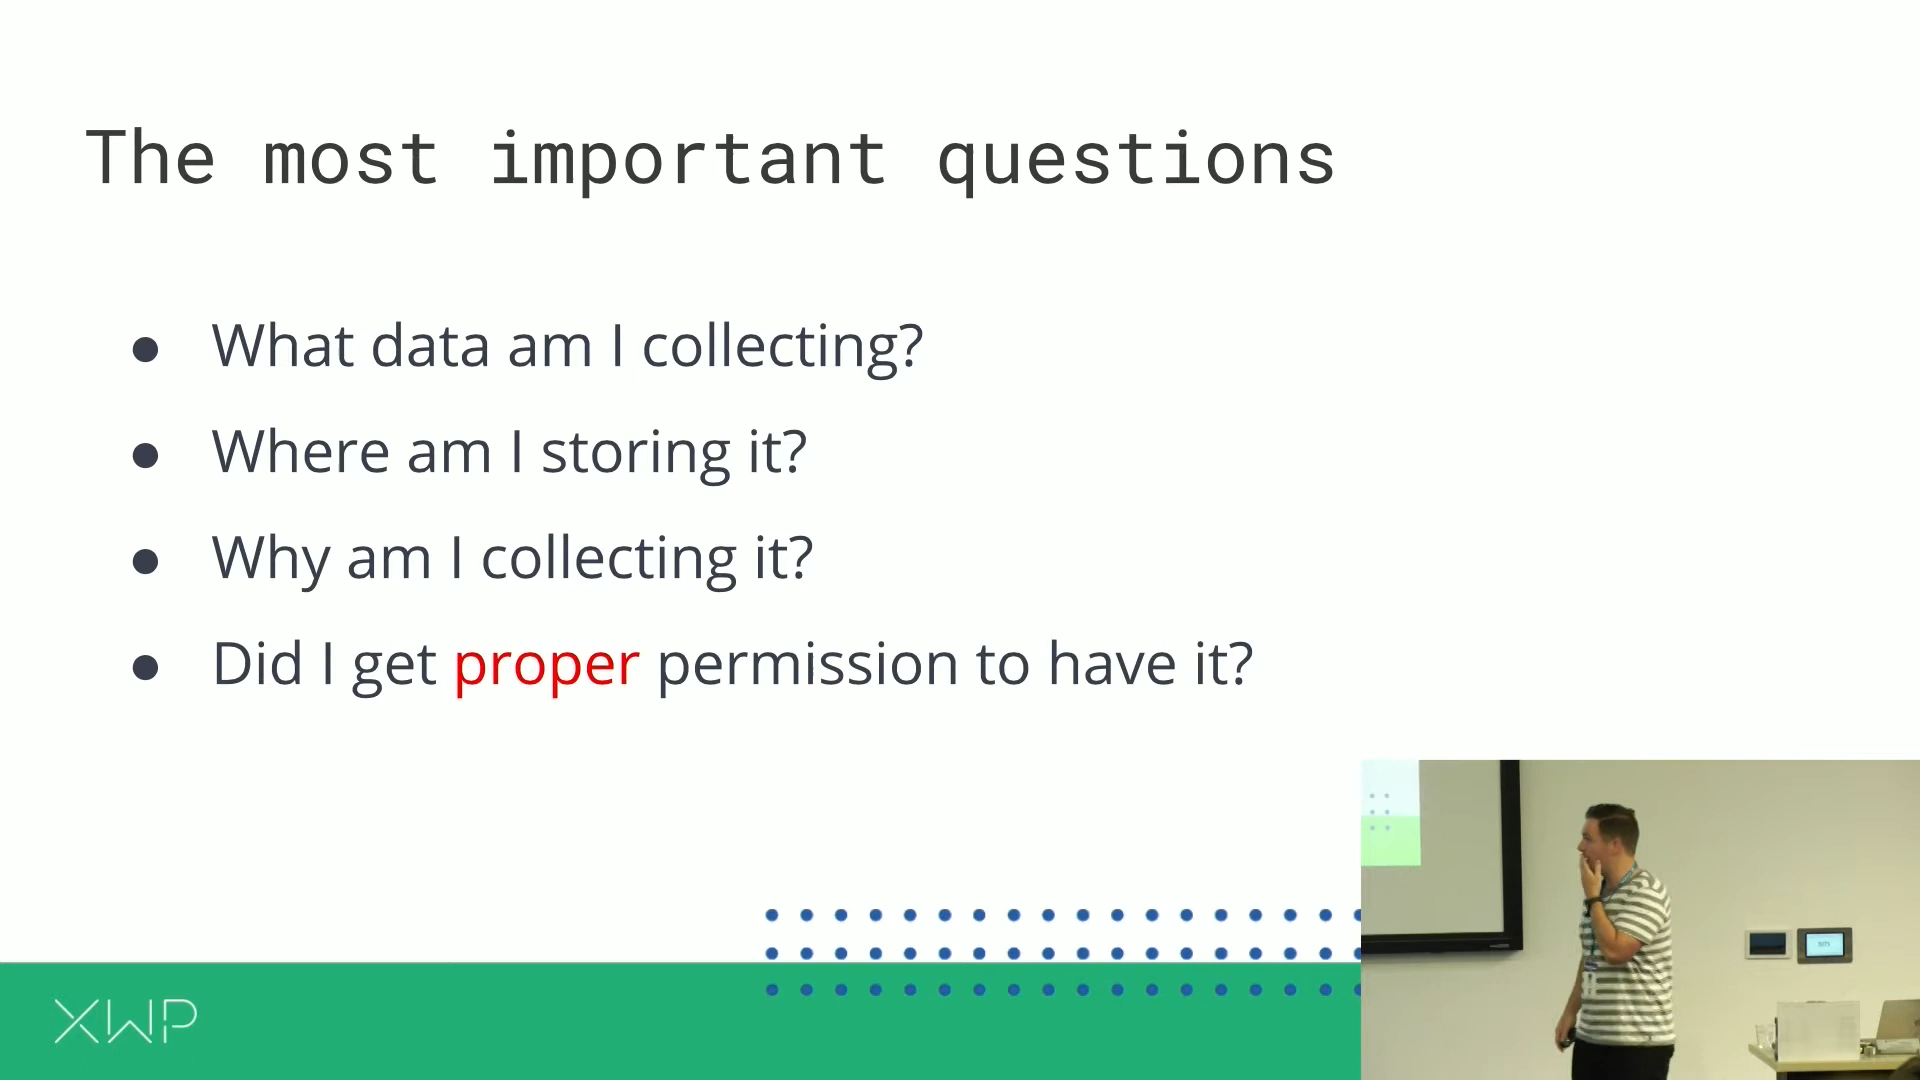 The most important questions
● What data am I collecting?
● Where am I storing it?
● Why am I collecting it?
● Did I get proper permission to have it?
XWP